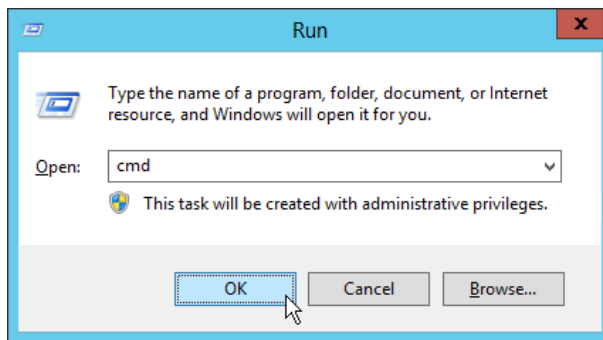 Run
x
Type the name of a program, folder, document, or Internet
resource, and Windows will open it for you.
Open: cmd
This task will be created with administrative privileges.
OK Cancel Browse...